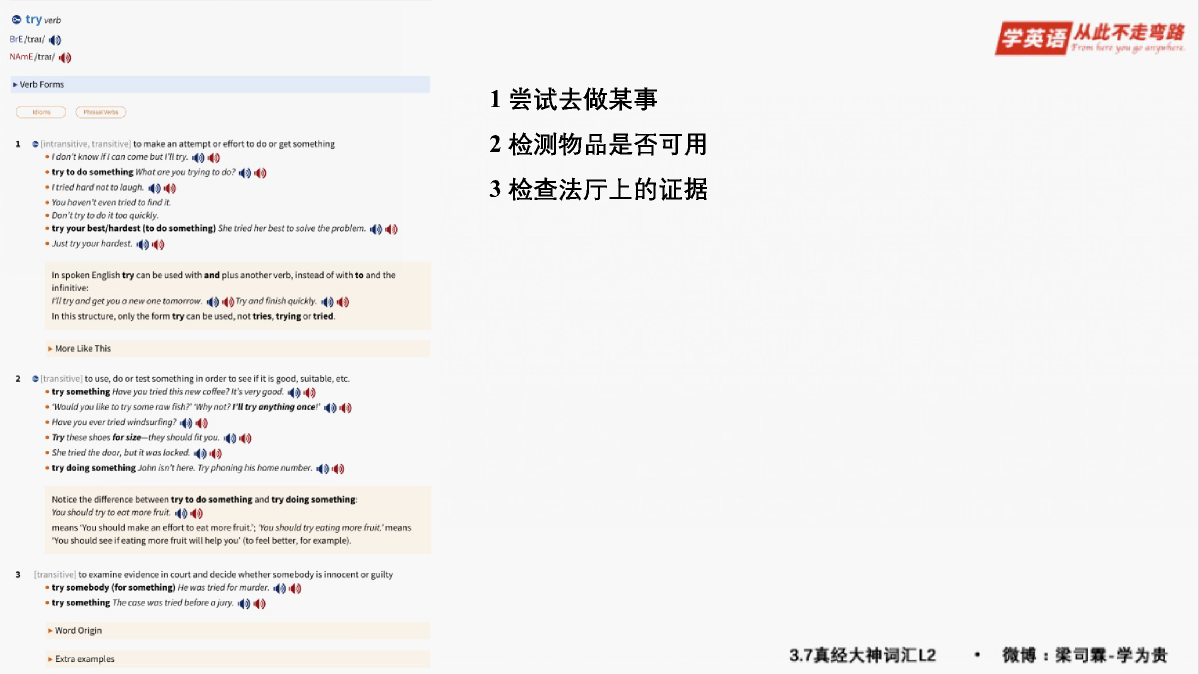 try verb
BrE /traɪ/
NAmE /traɪ/
Verb Forms
Idioms Phrasal Verbs
1 [intransitive, transitive] to make an attempt or effort to do or get something
I don't know if I can come but I'll try.
try to do something What are you trying to do?
I tried hard not to laugh.
You haven't even tried to find it.
Don't try to do it too quickly.
try your best/hardest (to do something) She tried her best to solve the problem.
Just try your hardest.
In spoken English try can be used with and plus another verb, instead of with to and the
infinitive:
I'll try and get you a new one tomorrow. Try and finish quickly.
In this structure, only the form try can be used, not tries, trying or tried.
More Like This
2 [transitive] to use, do or test something in order to see if it is good, suitable, etc.
try something Have you tried this new coffee? It's very good.
'Would you like to try some raw fish?' 'Why not? I'll try anything once!'
Have you ever tried windsurfing?
Try these shoes for size—they should fit you.
She tried the door, but it was locked.
try doing something John isn't here. Try phoning his home number.
Notice the difference between try to do something and try doing something:
You should try to eat more fruit.
means 'You should make an effort to eat more fruit.'; 'You should try eating more fruit.' means
'You should see if eating more fruit will help you' (to feel better, for example).
3 [transitive] to examine evidence in court and decide whether somebody is innocent or guilty
try somebody (for something) He was tried for murder.
try something The case was tried before a jury.
Word Origin
Extra examples
学英语 从此不走弯路
From here you go anywhere.
1 尝试去做某事
2 检测物品是否可用
3 检查法厅上的证据
3.7真经大神词汇L2 • 微博：梁司霖-学为贵